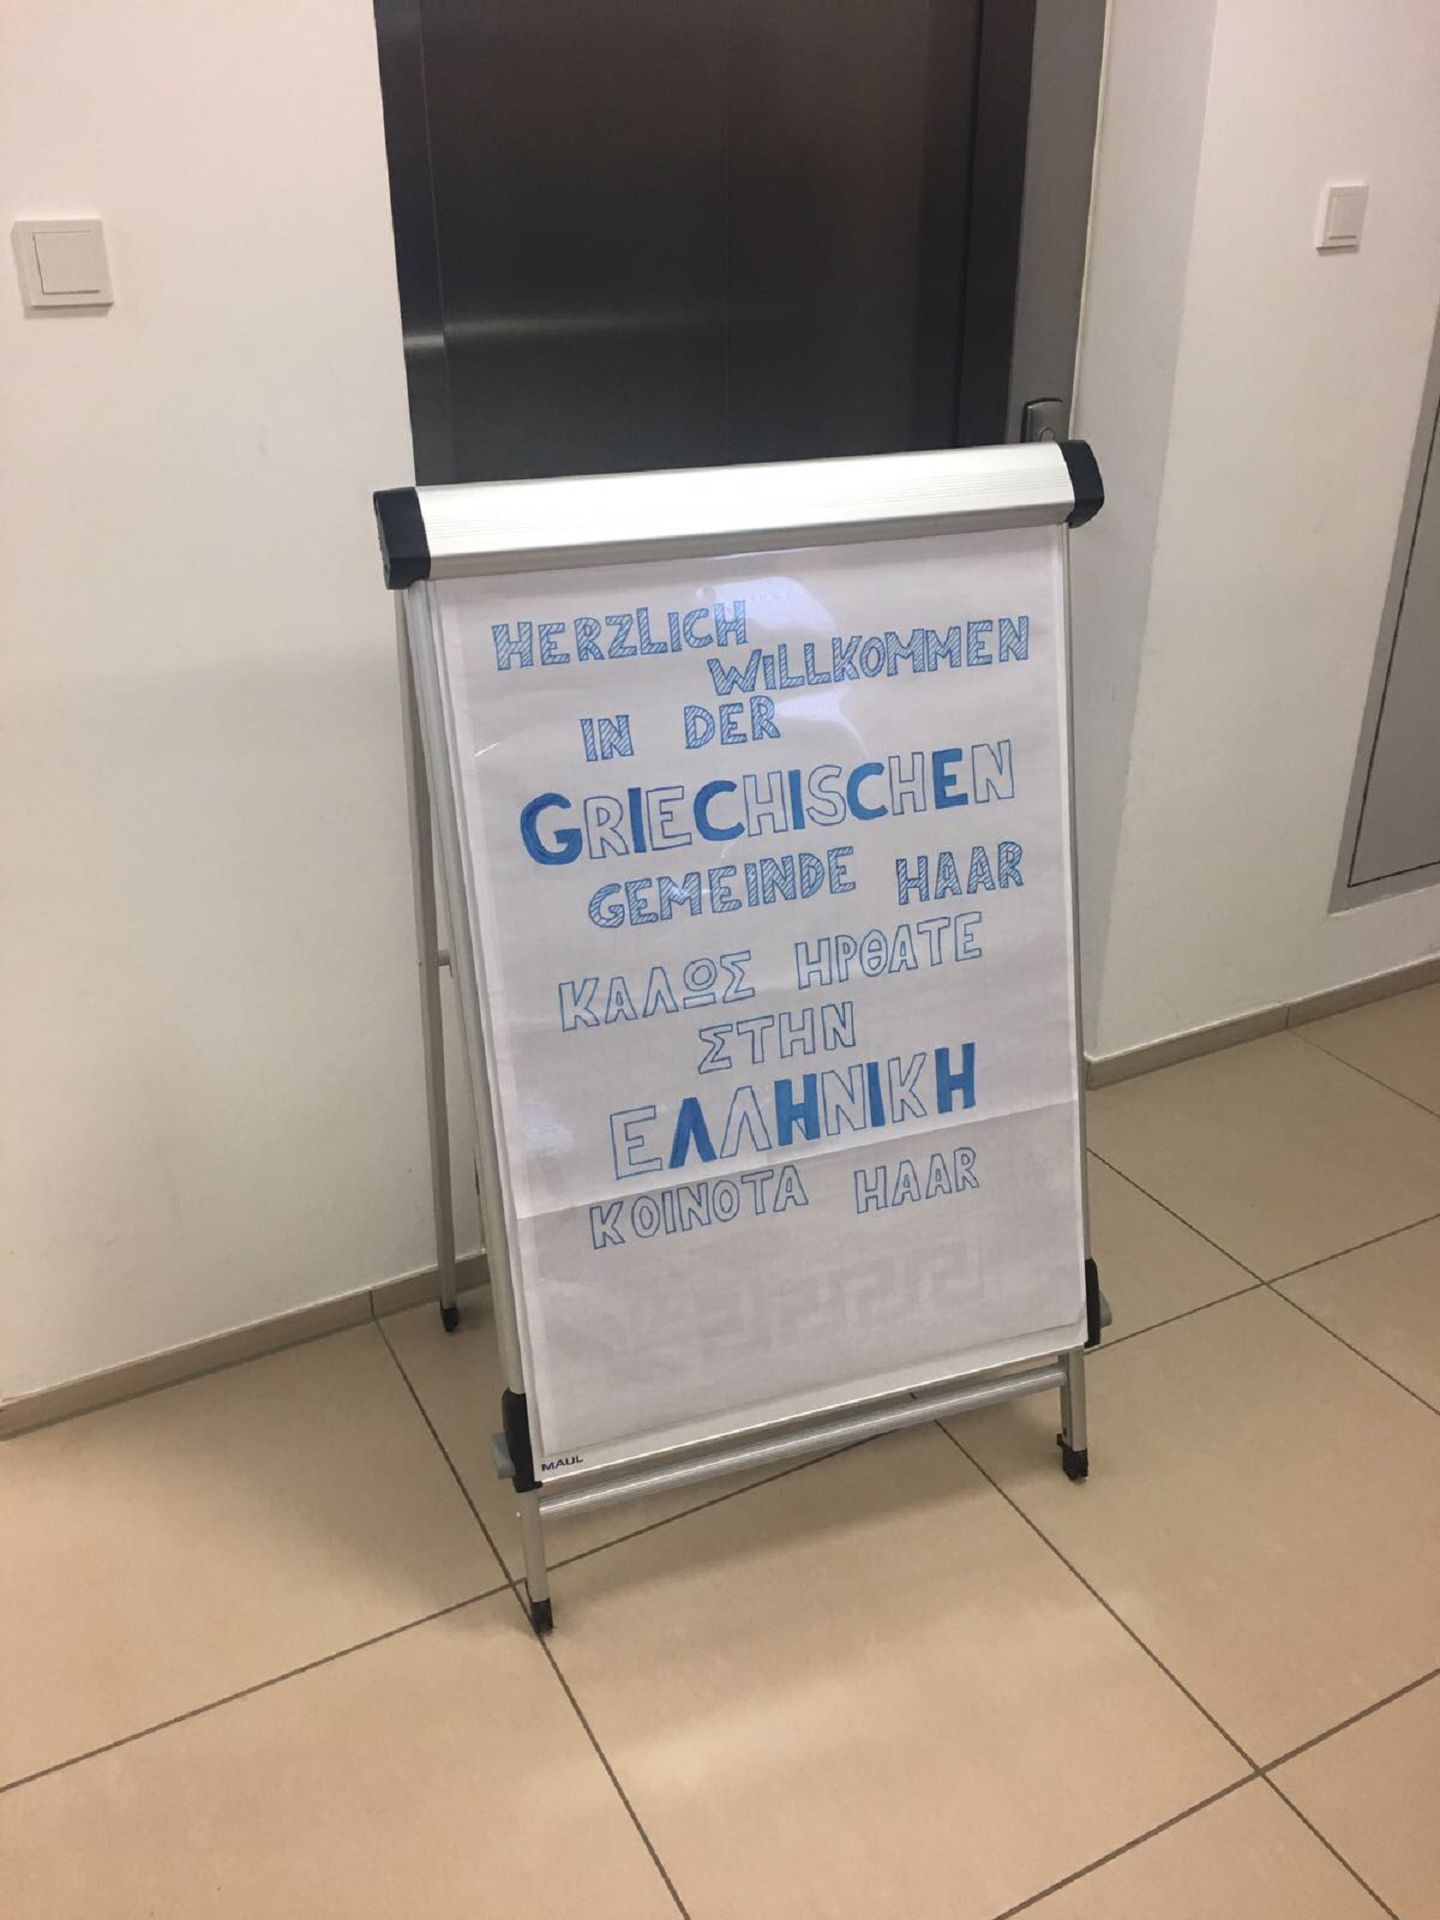 HERZLICH
WILLKOMMEN
IN DER
GRIECHISCHEN
GEMEINDE HAAR
ΚΑΛΩΣ ΗΡΘΑΤΕ
ΣΤΗΝ
ΕΛΛΗΝΙΚΗ
ΚΟΙΝΟΤΑ HAAR
MAUL